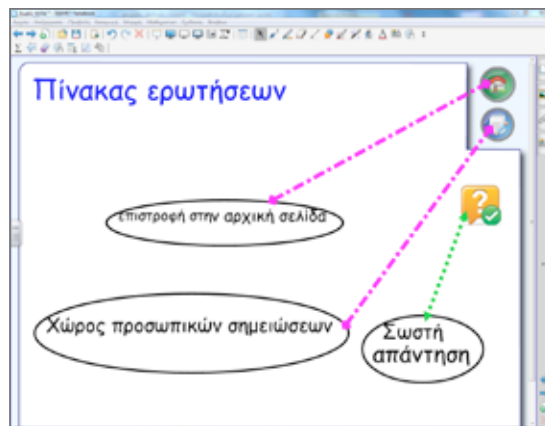 Πίνακας ερωτήσεων
επιστροφή στην αρχική σελίδα
Χώρος προσωπικών σημειώσεων
Σωστή
απάντηση